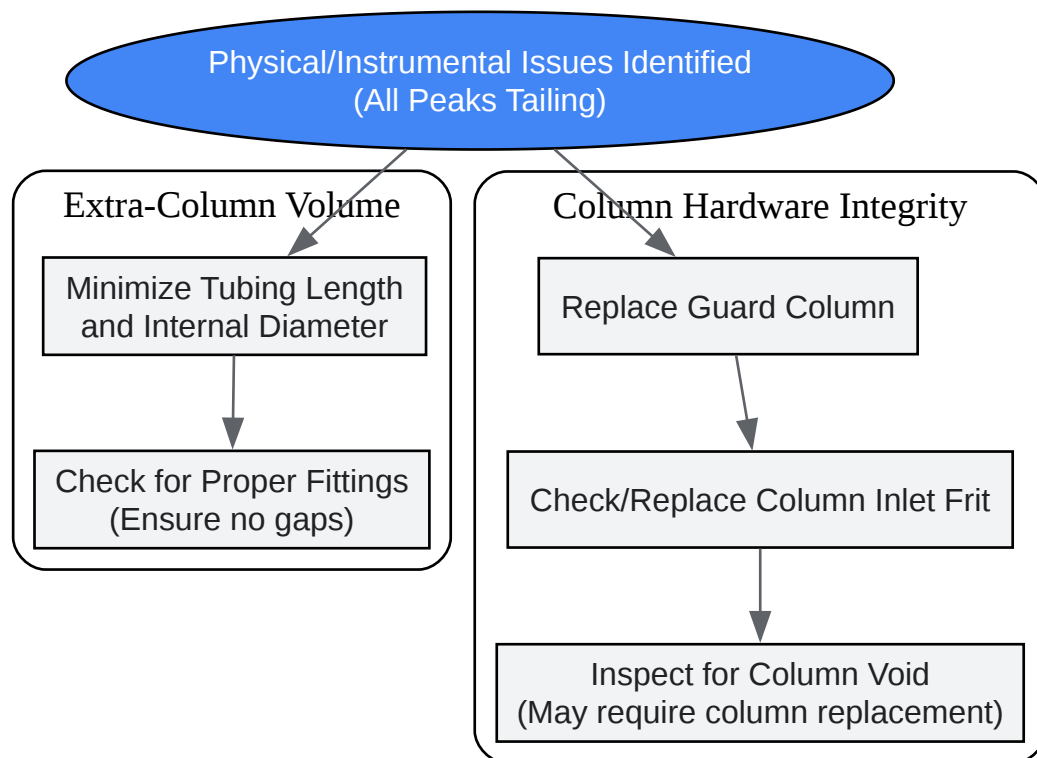 Physical/Instrumental Issues Identified
(All Peaks Tailing)
Extra-Column Volume
Minimize Tubing Length
and Internal Diameter
Check for Proper Fittings
(Ensure no gaps)
Column Hardware Integrity
Replace Guard Column
Check/Replace Column Inlet Frit
Inspect for Column Void
(May require column replacement)